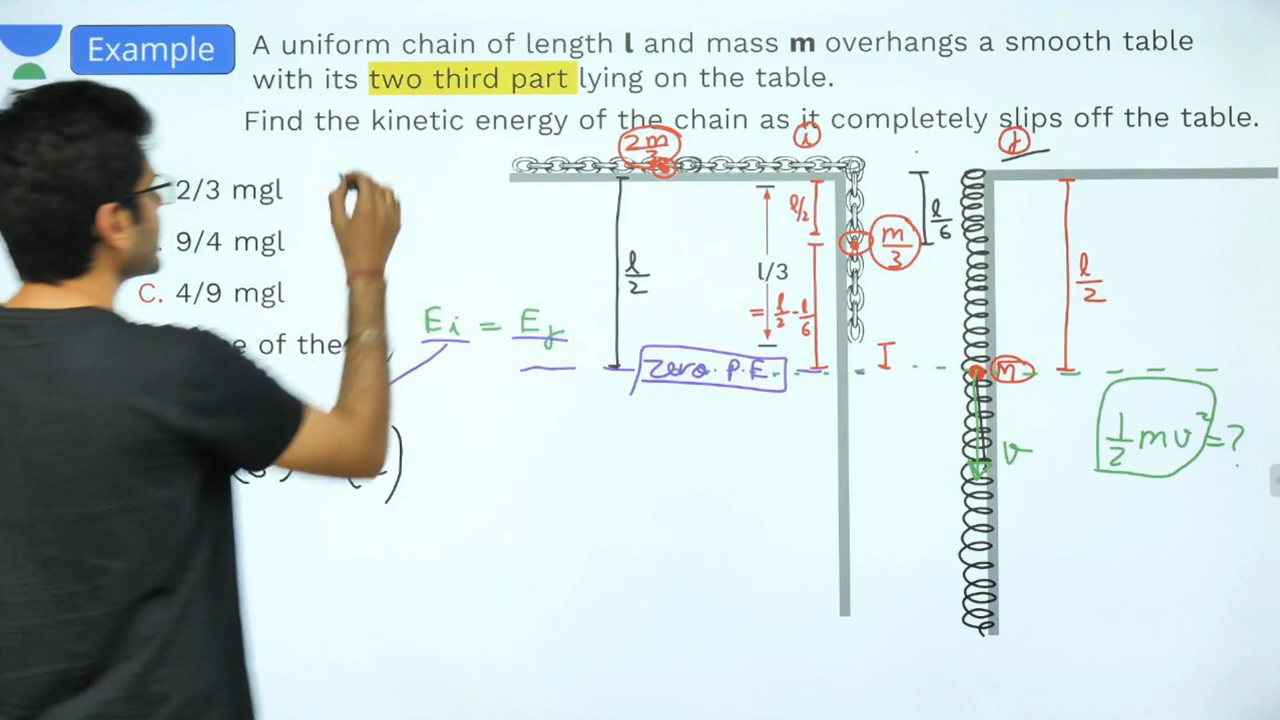 Example
A uniform chain of length l and mass m overhangs a smooth table
with its two third part lying on the table.
Find the kinetic energy of the chain as it completely slips off the table.
2m/3
i
f
2/3 mgl
9/4 mgl
C. 4/9 mgl
of the
l/2
l/2
l/3
= l/2 - l/6
m/3
l/6
l/2
Ei = Ef
Zero P.E.
I
m
v
1/2 mv² = ?